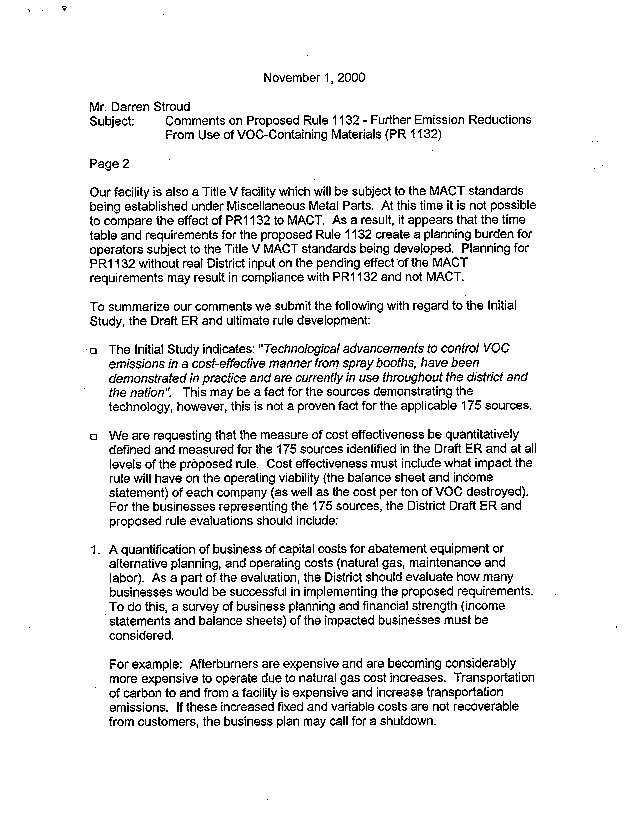 November 1, 2000
Mr. Darren Stroud
Subject: Comments on Proposed Rule 1132 - Further Emission Reductions
From Use of VOC-Containing Materials (PR 1132)
Page 2
Our facility is also a Title V facility which will be subject to the MACT standards
being established under Miscellaneous Metal Parts. At this time it is not possible
to compare the effect of PR1132 to MACT. As a result, it appears that the time
table and requirements for the proposed Rule 1132 create a planning burden for
operators subject to the Title V MACT standards being developed. Planning for
PR1132 without real District input on the pending effect of the MACT
requirements may result in compliance with PR1132 and not MACT.
To summarize our comments we submit the following with regard to the Initial
Study, the Draft ER and ultimate rule development:
□ The Initial Study indicates: "Technological advancements to control VOC
emissions in a cost-effective manner from spray booths, have been
demonstrated in practice and are currently in use throughout the district and
the nation". This may be a fact for the sources demonstrating the
technology, however, this is not a proven fact for the applicable 175 sources.
□ We are requesting that the measure of cost effectiveness be quantitatively
defined and measured for the 175 sources identified in the Draft ER and at all
levels of the proposed rule. Cost effectiveness must include what impact the
rule will have on the operating viability (the balance sheet and income
statement) of each company (as well as the cost per ton of VOC destroyed).
For the businesses representing the 175 sources, the District Draft ER and
proposed rule evaluations should include:
1. A quantification of business of capital costs for abatement equipment or
alternative planning, and operating costs (natural gas, maintenance and
labor). As a part of the evaluation, the District should evaluate how many
businesses would be successful in implementing the proposed requirements.
To do this, a survey of business planning and financial strength (income
statements and balance sheets) of the impacted businesses must be
considered.
For example: Afterburners are expensive and are becoming considerably
more expensive to operate due to natural gas cost increases. Transportation
of carbon to and from a facility is expensive and increase transportation
emissions. If these increased fixed and variable costs are not recoverable
from customers, the business plan may call for a shutdown.